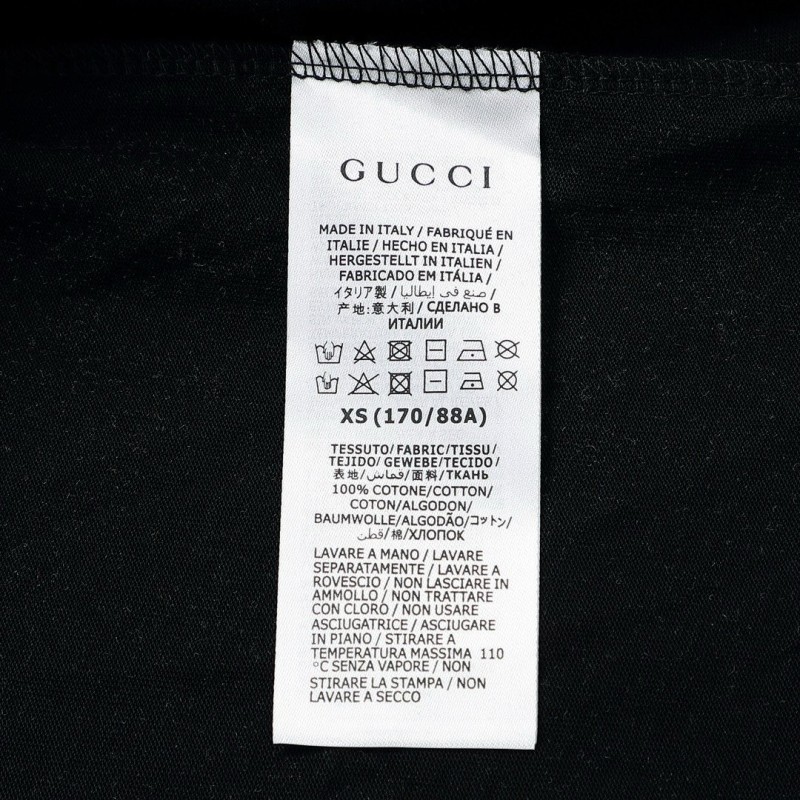 GUCCI
MADE IN ITALY / FABRIQUÉ EN
ITALIE / HECHO EN ITALIA /
HERGESTELLT IN ITALIEN /
FABRICADO EM ITÁLIA /
イタリア製 / صنع في إيطاليا /
产地:意大利 / СДЕЛАНО В
ИТАЛИИ
XS (170/88A)
TESSUTO/FABRIC/TISSU/
TEJIDO/GEWEBE/TECIDO/
表地/قماش/面料/ТКАНЬ
100% COTONE/COTTON/
COTON/ALGODON/
BAUMWOLLE/ALGODÃO/コットン/
قطن/棉/ХЛОПОК
LAVARE A MANO / LAVARE
SEPARATAMENTE / LAVARE A
ROVESCIO / NON LASCIARE IN
AMMOLLO / NON TRATTARE
CON CLORO / NON USARE
ASCIUGATRICE / ASCIUGARE
IN PIANO / STIRARE A
TEMPERATURA MASSIMA 110
°C SENZA VAPORE / NON
STIRARE LA STAMPA / NON
LAVARE A SECCO